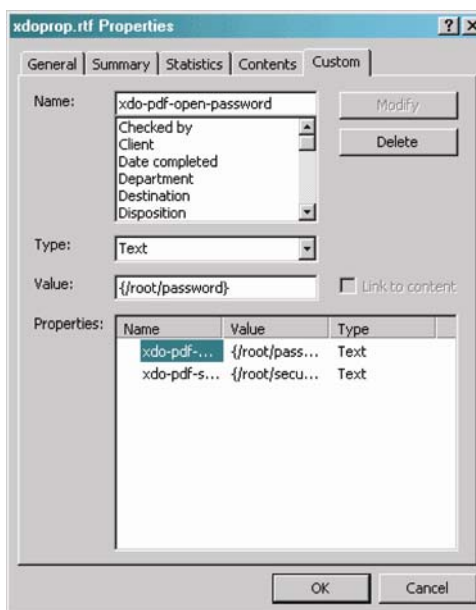 xdoprop.rtf Properties
General Summary Statistics Contents Custom
Name:
xdo-pdf-open-password
Modify
Checked by
Client
Date completed
Department
Destination
Disposition
Delete
Type:
Text
Value:
{/root/password}
Link to content
Properties:
Name Value Type
xdo-pdf-... {/root/pass... Text
xdo-pdf-s... {/root/secu... Text
OK Cancel